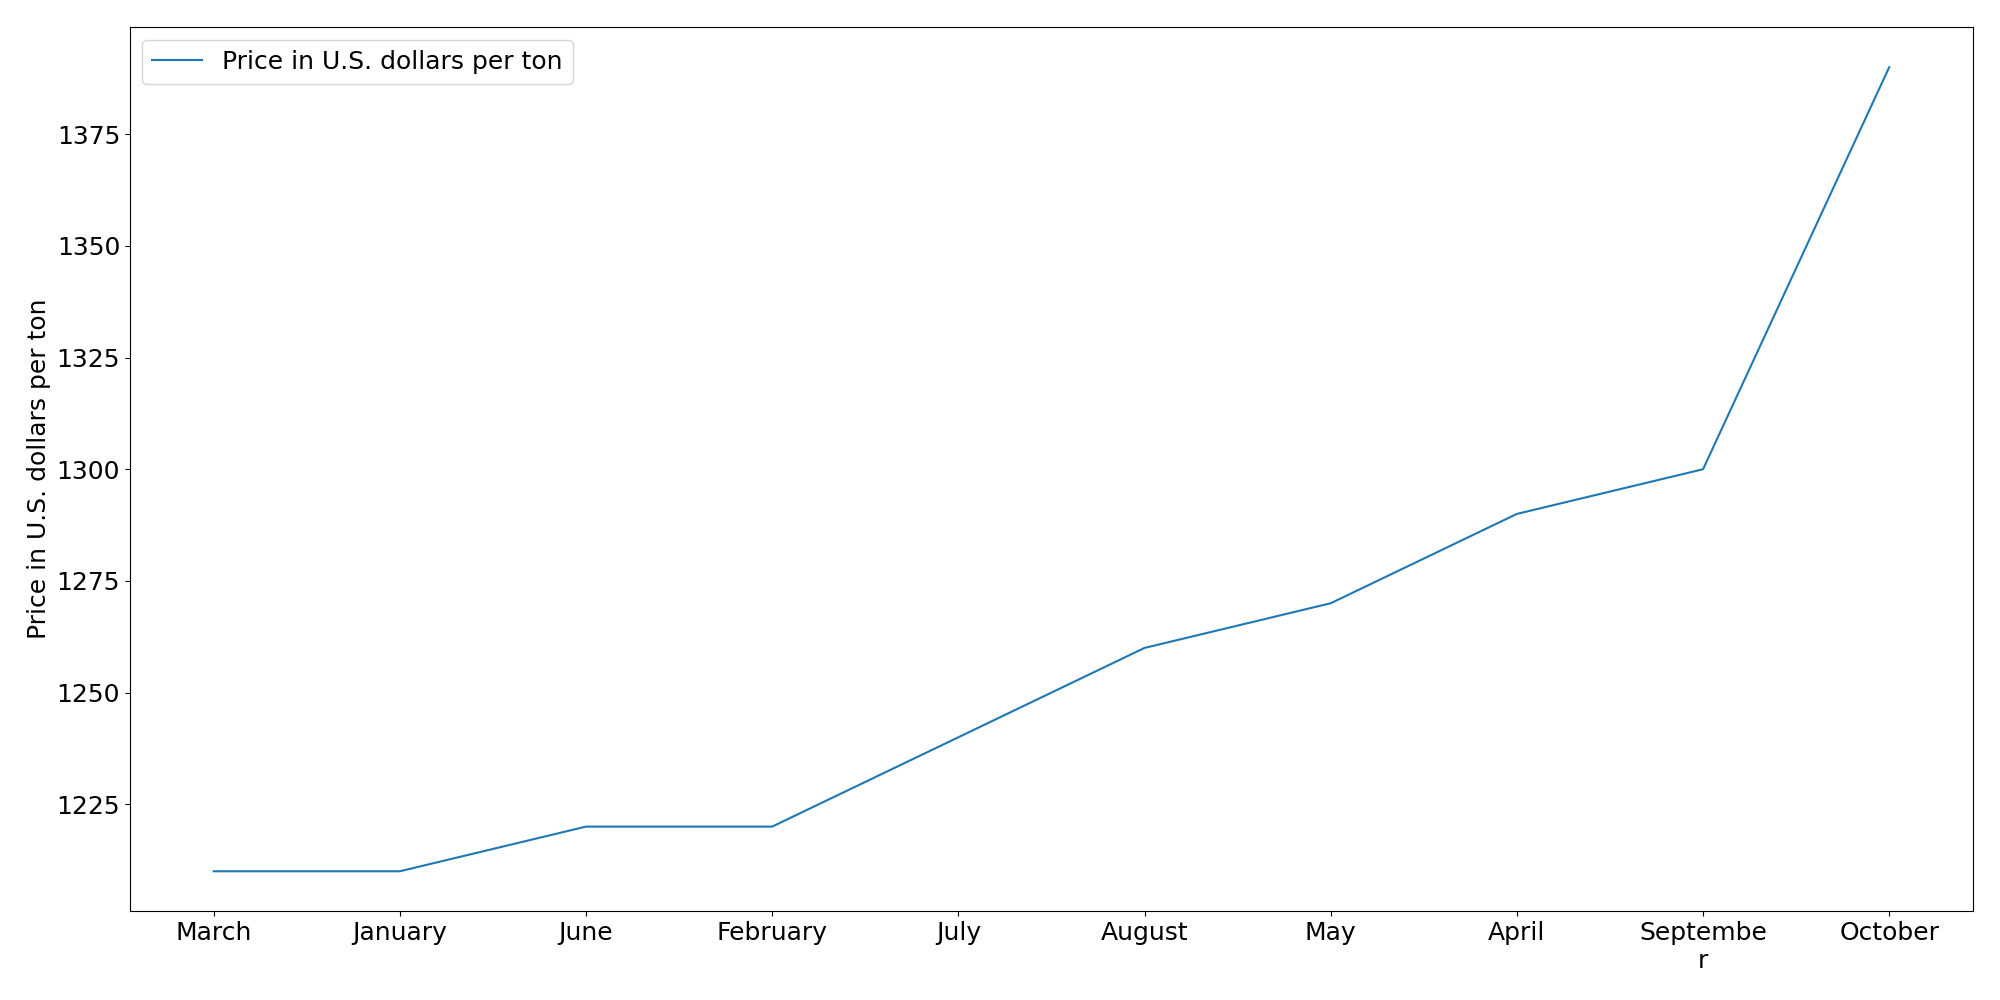 Price in U.S. dollars per ton
1375
1350
1325
1300
1275
1250
1225
Price in U.S. dollars per ton
March January June February July August May April Septembe October
r